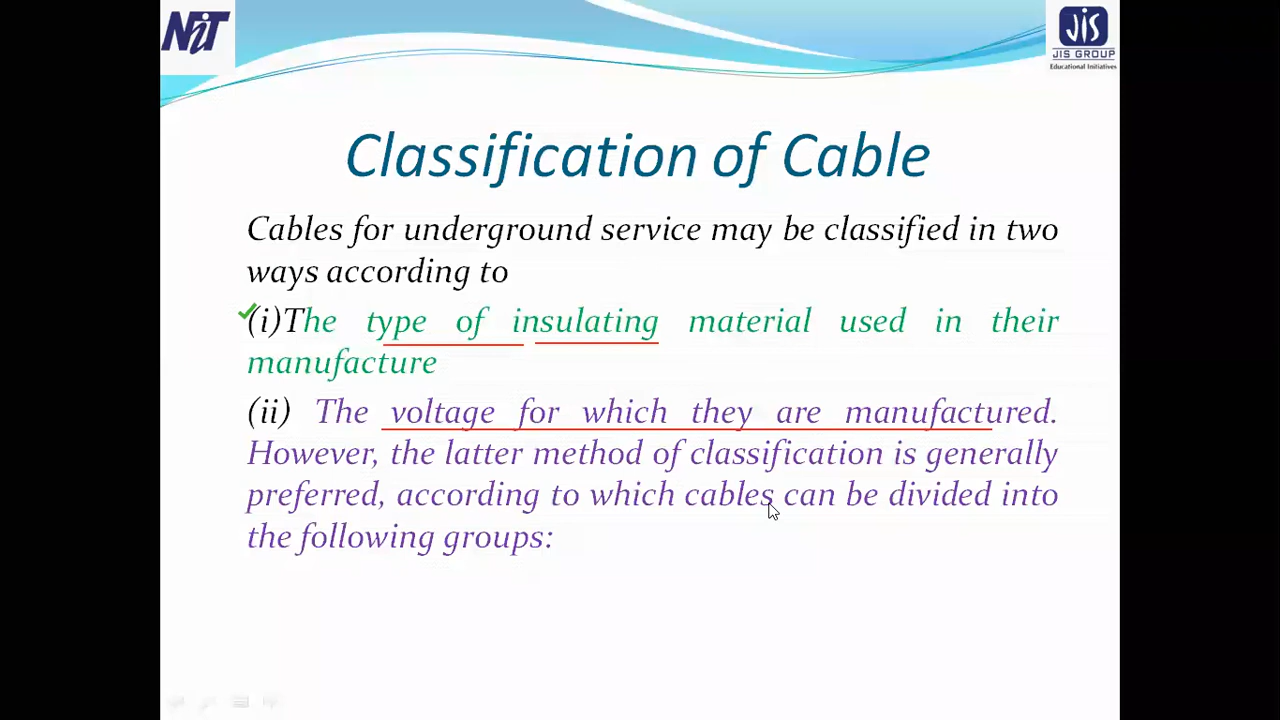 NiT
JIS
JIS GROUP
Educational Initiatives
Classification of Cable
Cables for underground service may be classified in two
ways according to
(i)The type of insulating material used in their
manufacture
(ii) The voltage for which they are manufactured.
However, the latter method of classification is generally
preferred, according to which cables can be divided into
the following groups: